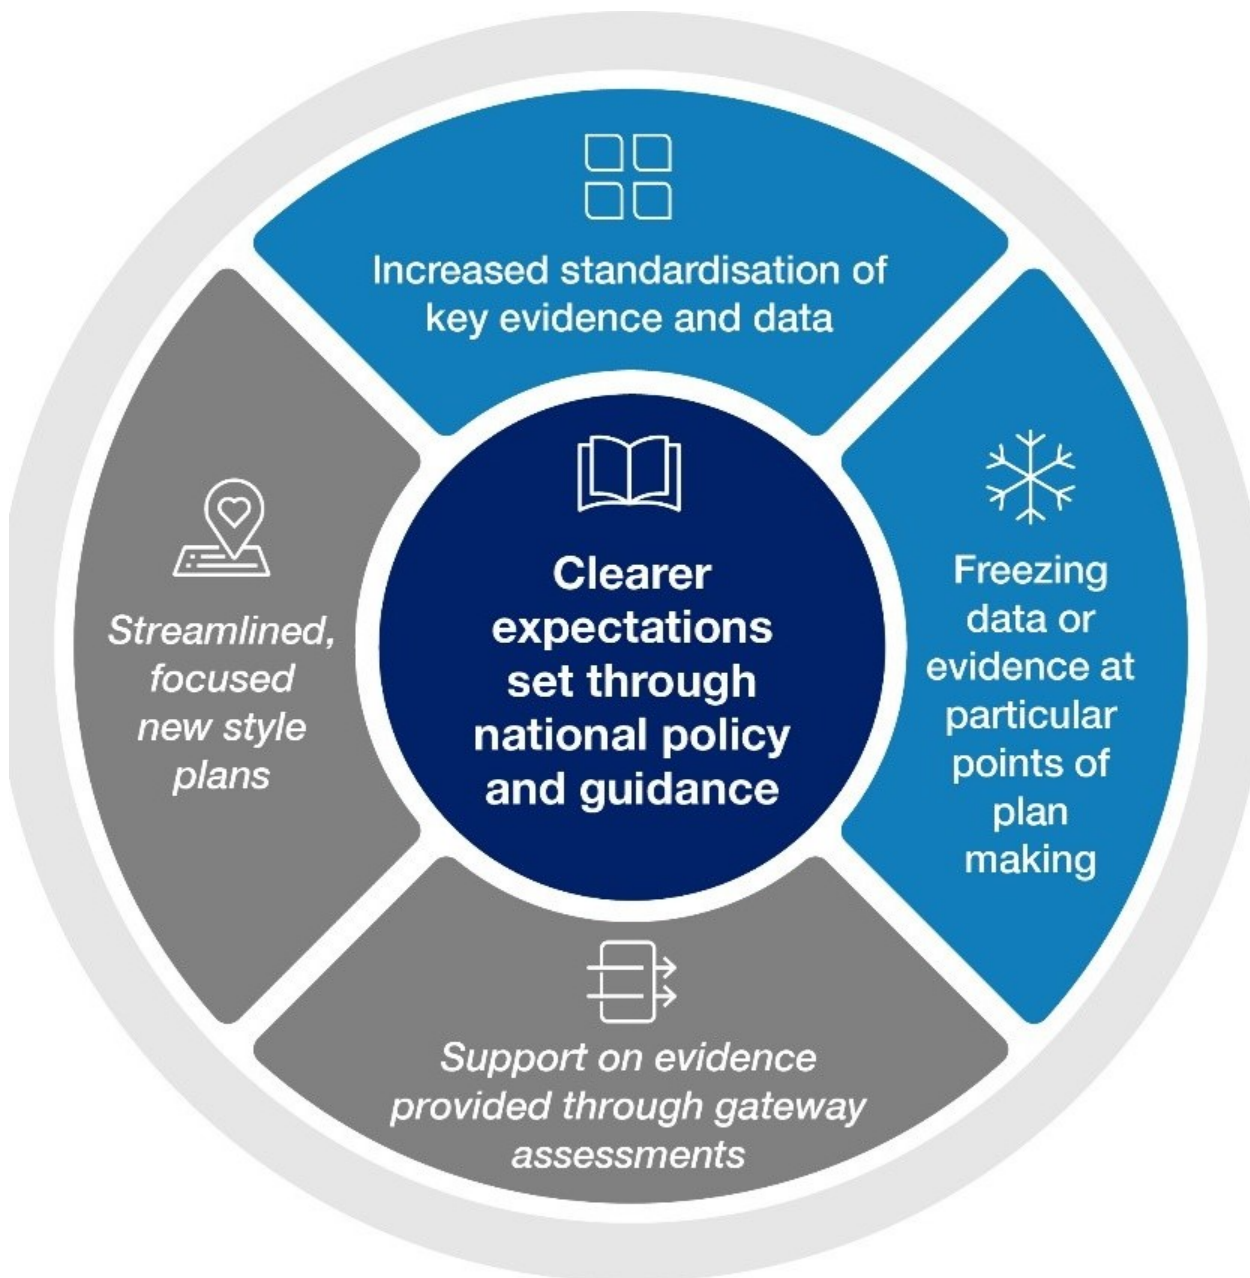 Increased standardisation of
key evidence and data
Freezing
data or
evidence at
particular
points of
plan
making
Support on evidence
provided through gateway
assessments
Streamlined,
focused
new style
plans
Clearer
expectations
set through
national policy
and guidance